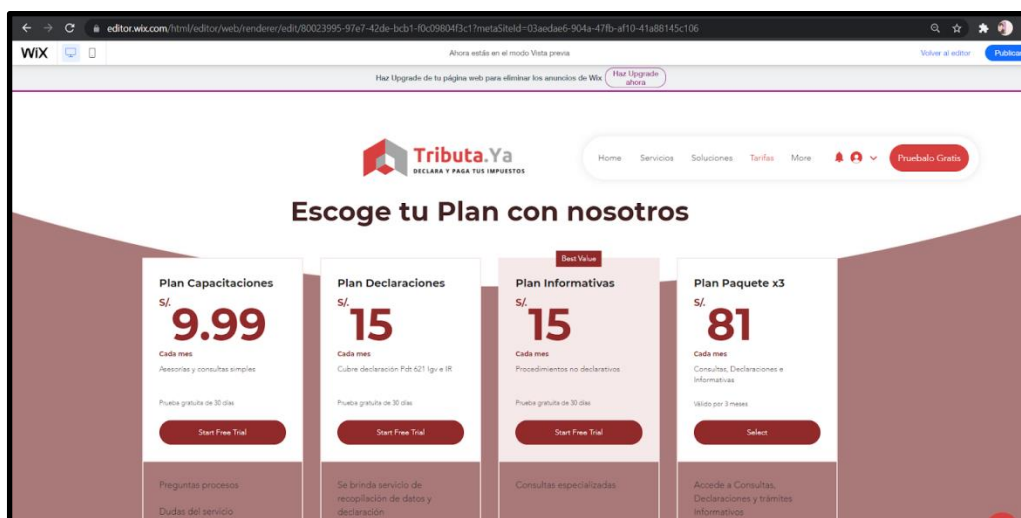 editor.wix.com/html/editor/web/renderer/edit/80023995-97e7-42de-bcb1-f0c09804f3c1?metaSiteId=03aedae6-904a-47fb-af10-41a88145c106
WiX
Ahora estás en el modo Vista previa
Volver al editor
Publicar
Haz Upgrade de tu página web para eliminar los anuncios de Wix
Haz Upgrade
ahora
Tributa.Ya
DECLARA Y PAGA TUS IMPUESTOS
Home Servicios Soluciones Tarifas More
Pruebalo Gratis
Escoge tu Plan con nosotros
Plan Capacitaciones
S/.
9.99
Cada mes
Asesorías y consultas simples
Prueba gratuita de 30 días
Start Free Trial
Preguntas procesos
Dudas del servicio
Plan Declaraciones
S/.
15
Cada mes
Cubre declaración Pdt 621 Igv e IR
Prueba gratuita de 30 días
Start Free Trial
Se brinda servicio de
recopilación de datos y
declaración
Best Value
Plan Informativas
S/.
15
Cada mes
Procedimientos no declarativos
Prueba gratuita de 30 días
Start Free Trial
Consultas especializadas
Plan Paquete x3
S/.
81
Cada mes
Consultas, Declaraciones e
Informativas
Válido por 3 meses
Select
Accede a Consultas,
Declaraciones y trámites
Informativos